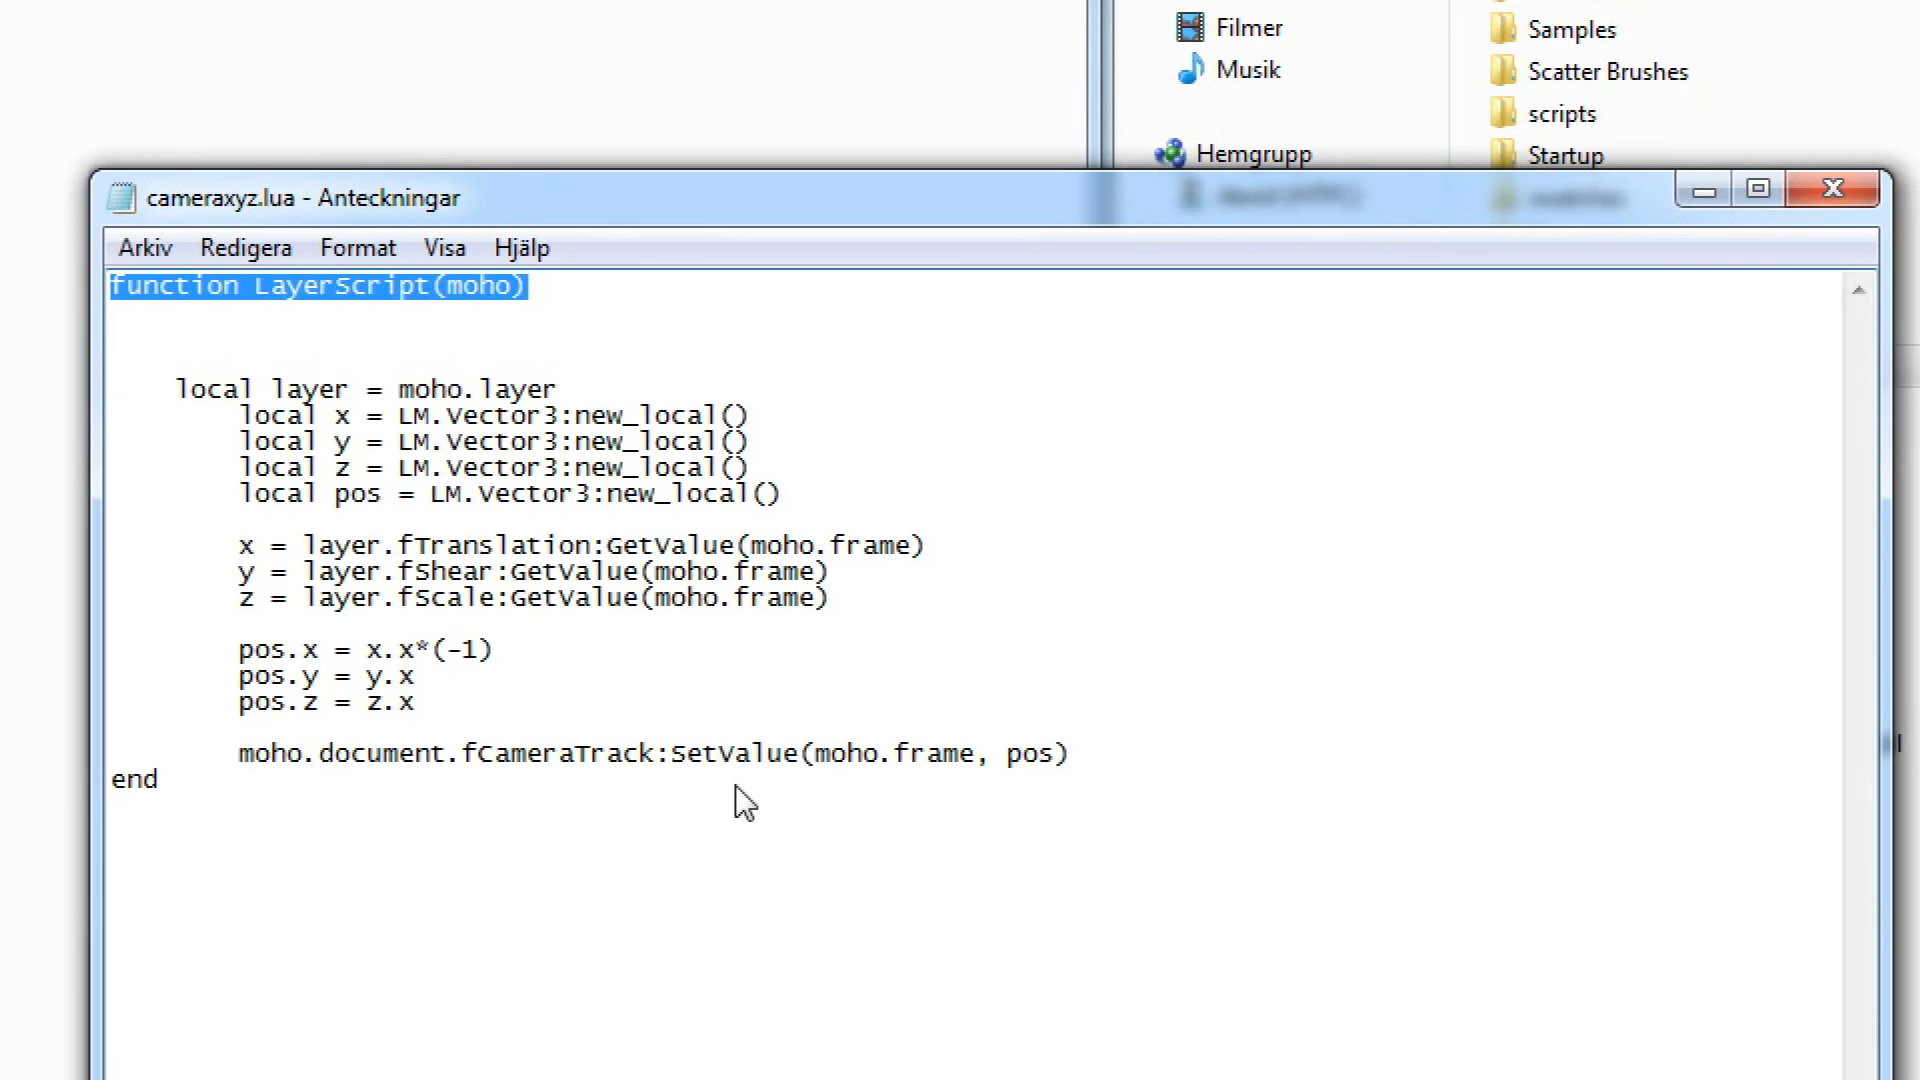 Filmer
Musik
Hemgrupp
Samples
Scatter Brushes
scripts
Startup
cameraxyz.lua - Anteckningar
Arkiv Redigera Format Visa Hjälp
function LayerScript(moho)
local layer = moho.layer
local x = LM.Vector3:new_local()
local y = LM.Vector3:new_local()
local z = LM.Vector3:new_local()
local pos = LM.Vector3:new_local()
x = layer.fTranslation:GetValue(moho.frame)
y = layer.fShear:GetValue(moho.frame)
z = layer.fScale:GetValue(moho.frame)
pos.x = x.x*(-1)
pos.y = y.x
pos.z = z.x
moho.document.fCameraTrack:SetValue(moho.frame, pos)
end